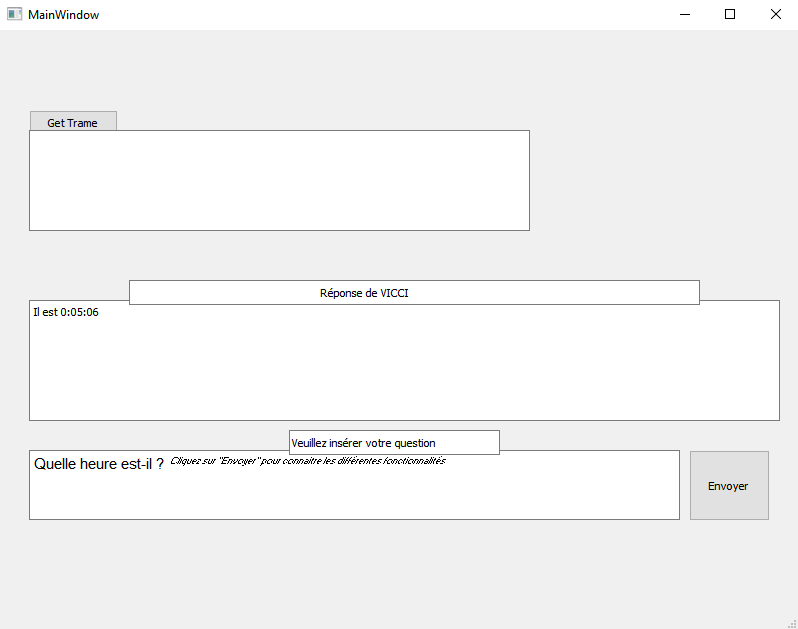 MainWindow
Get Trame
Réponse de VICCI
Il est 0:05:06
Veuillez insérer votre question
Quelle heure est-il ? Cliquez sur "Envoyer" pour connaitre les différentes fonctionnalités
Envoyer